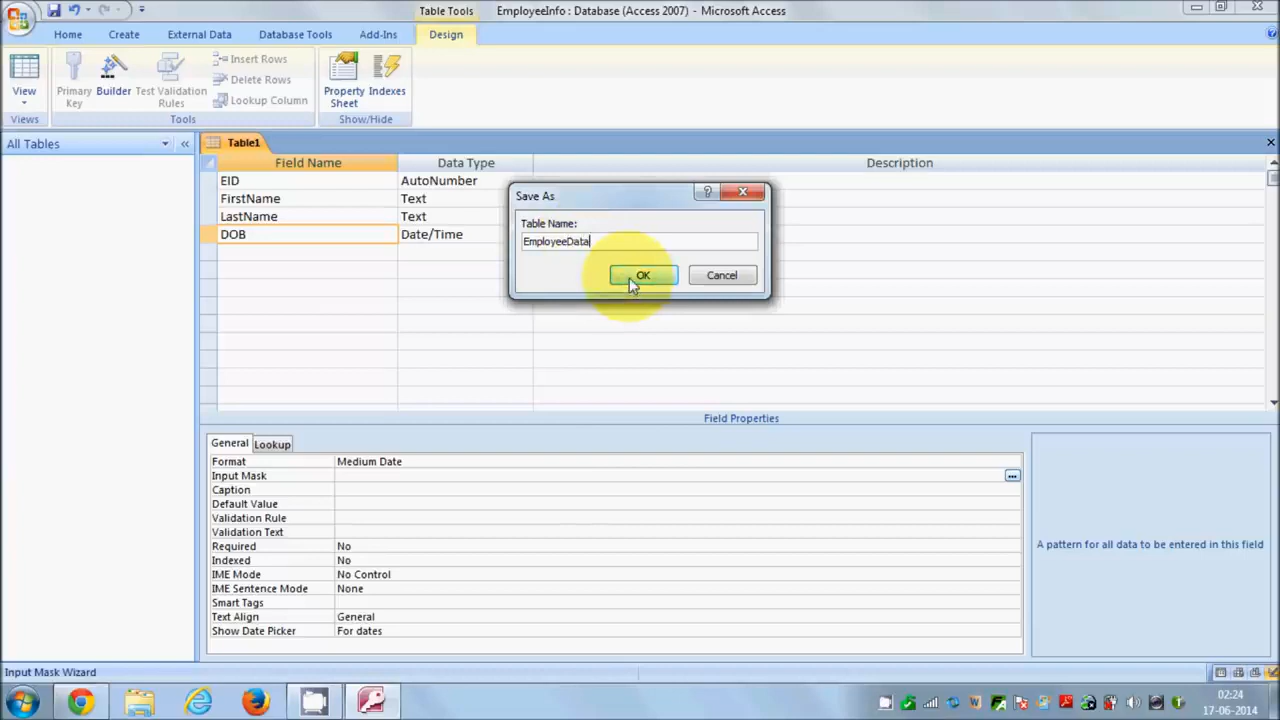 Table Tools
EmployeeInfo : Database (Access 2007) - Microsoft Access
Home Create External Data Database Tools Add-Ins Design
View
Primary Key
Builder
Test Validation Rules
Insert Rows
Delete Rows
Lookup Column
Property Sheet
Indexes
Views Tools Show/Hide
All Tables
Table1
Field Name Data Type Description
EID AutoNumber
FirstName Text
LastName Text
DOB Date/Time
Save As
Table Name:
EmployeeData
OK Cancel
Field Properties
General Lookup
Format Medium Date
Input Mask
Caption
Default Value
Validation Rule
Validation Text
Required No
Indexed No
IME Mode No Control
IME Sentence Mode None
Smart Tags
Text Align General
Show Date Picker For dates
A pattern for all data to be entered in this field
Input Mask Wizard
02:24
17-06-2014